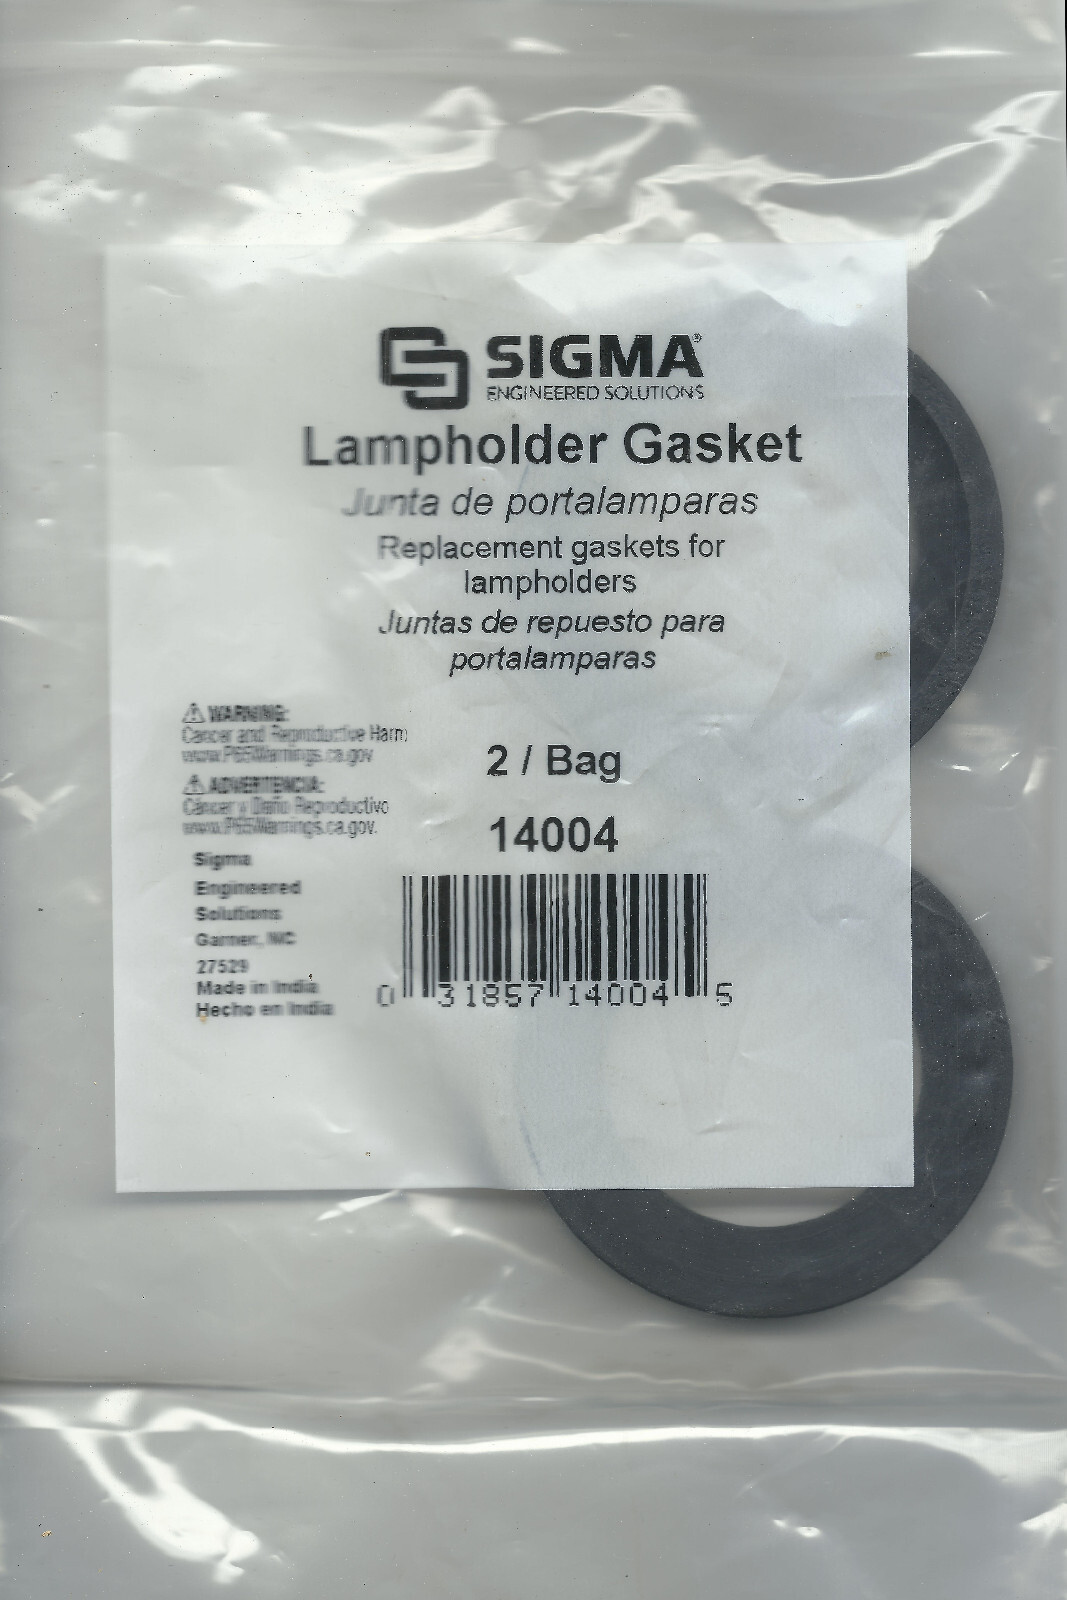 SIGMA®
ENGINEERED SOLUTIONS
Lampholder Gasket
Junta de portalamparas
Replacement gaskets for
lampholders
Juntas de repuesto para
portalamparas
⚠ WARNING:
Cancer and Reproductive Harm
www.P65Warnings.ca.gov
⚠ ADVERTENCIA:
Cáncer y Daño Reproductivo
www.P65Warnings.ca.gov.
2 / Bag
14004
Sigma
Engineered
Solutions
Garner, NC
27529
Made in India
Hecho en India
0 31857 14004 5